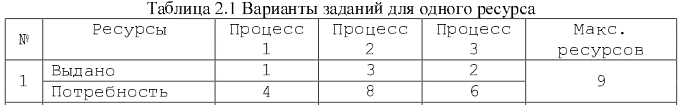 Таблица 2.1 Варианты заданий для одного ресурса
№ Ресурсы Процесс 1 Процесс 2 Процесс 3 Макс. ресурсов
1 Выдано 1 3 2 9
Потребность 4 8 6